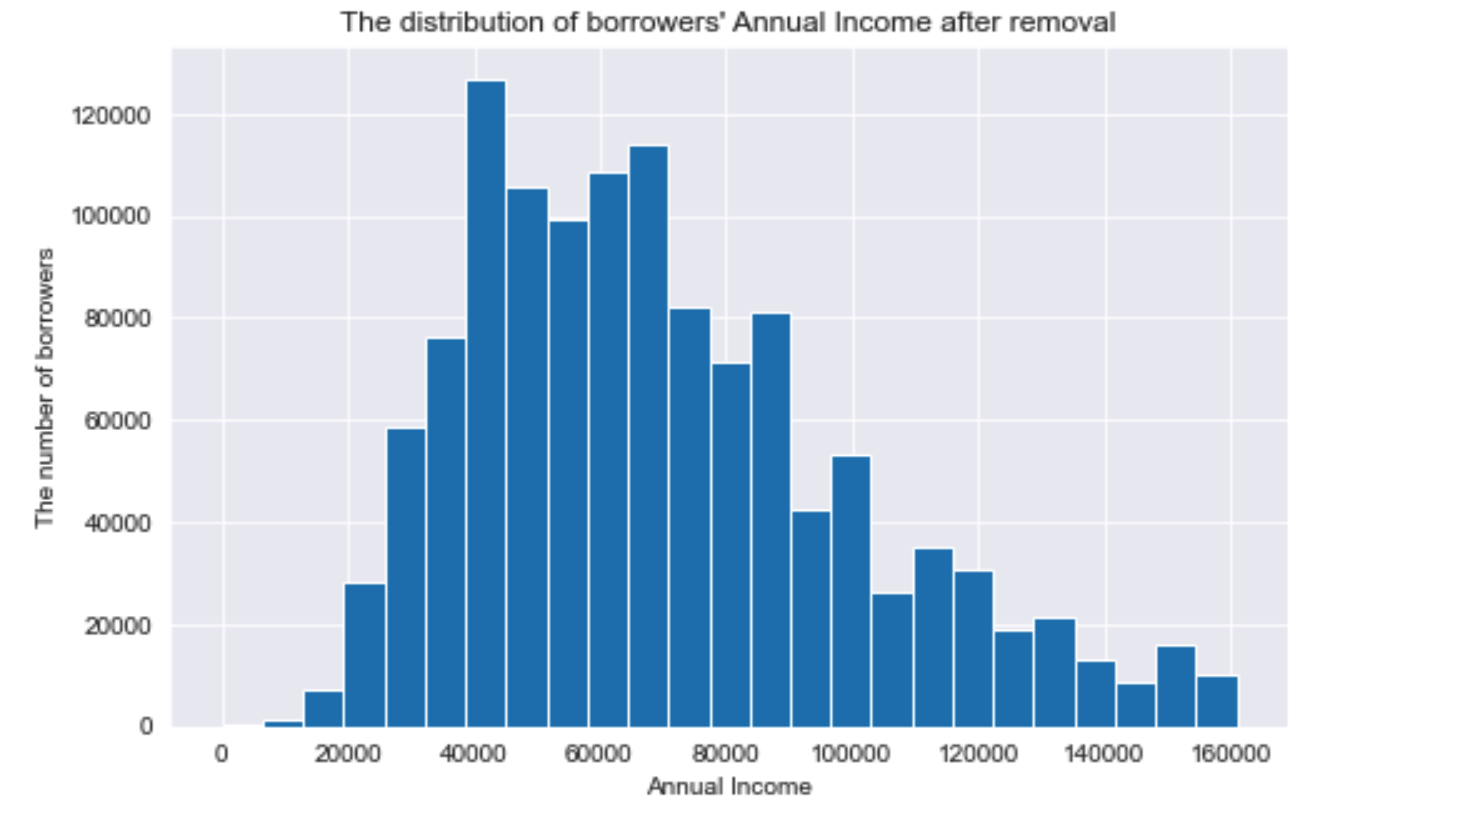 The distribution of borrowers' Annual Income after removal
120000
100000
80000
60000
40000
20000
0
The number of borrowers
0 20000 40000 60000 80000 100000 120000 140000 160000
Annual Income